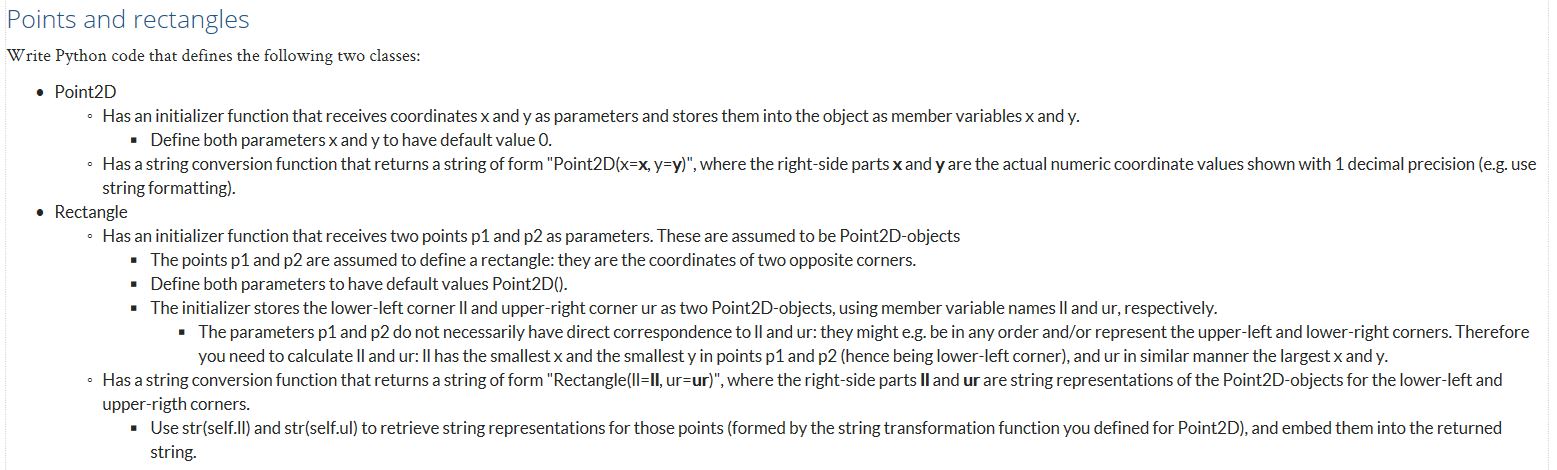 Points and rectangles
Write Python code that defines the following two classes:
• Point2D
◦ Has an initializer function that receives coordinates x and y as parameters and stores them into the object as member variables x and y.
▪ Define both parameters x and y to have default value 0.
◦ Has a string conversion function that returns a string of form "Point2D(x=x, y=y)", where the right-side parts x and y are the actual numeric coordinate values shown with 1 decimal precision (e.g. use
string formatting).
• Rectangle
◦ Has an initializer function that receives two points p1 and p2 as parameters. These are assumed to be Point2D-objects
▪ The points p1 and p2 are assumed to define a rectangle: they are the coordinates of two opposite corners.
▪ Define both parameters to have default values Point2D().
▪ The initializer stores the lower-left corner ll and upper-right corner ur as two Point2D-objects, using member variable names ll and ur, respectively.
▪ The parameters p1 and p2 do not necessarily have direct correspondence to ll and ur: they might e.g. be in any order and/or represent the upper-left and lower-right corners. Therefore
you need to calculate ll and ur: ll has the smallest x and the smallest y in points p1 and p2 (hence being lower-left corner), and ur in similar manner the largest x and y.
◦ Has a string conversion function that returns a string of form "Rectangle(ll=ll, ur=ur)", where the right-side parts ll and ur are string representations of the Point2D-objects for the lower-left and
upper-rigth corners.
▪ Use str(self.ll) and str(self.ul) to retrieve string representations for those points (formed by the string transformation function you defined for Point2D), and embed them into the returned
string.